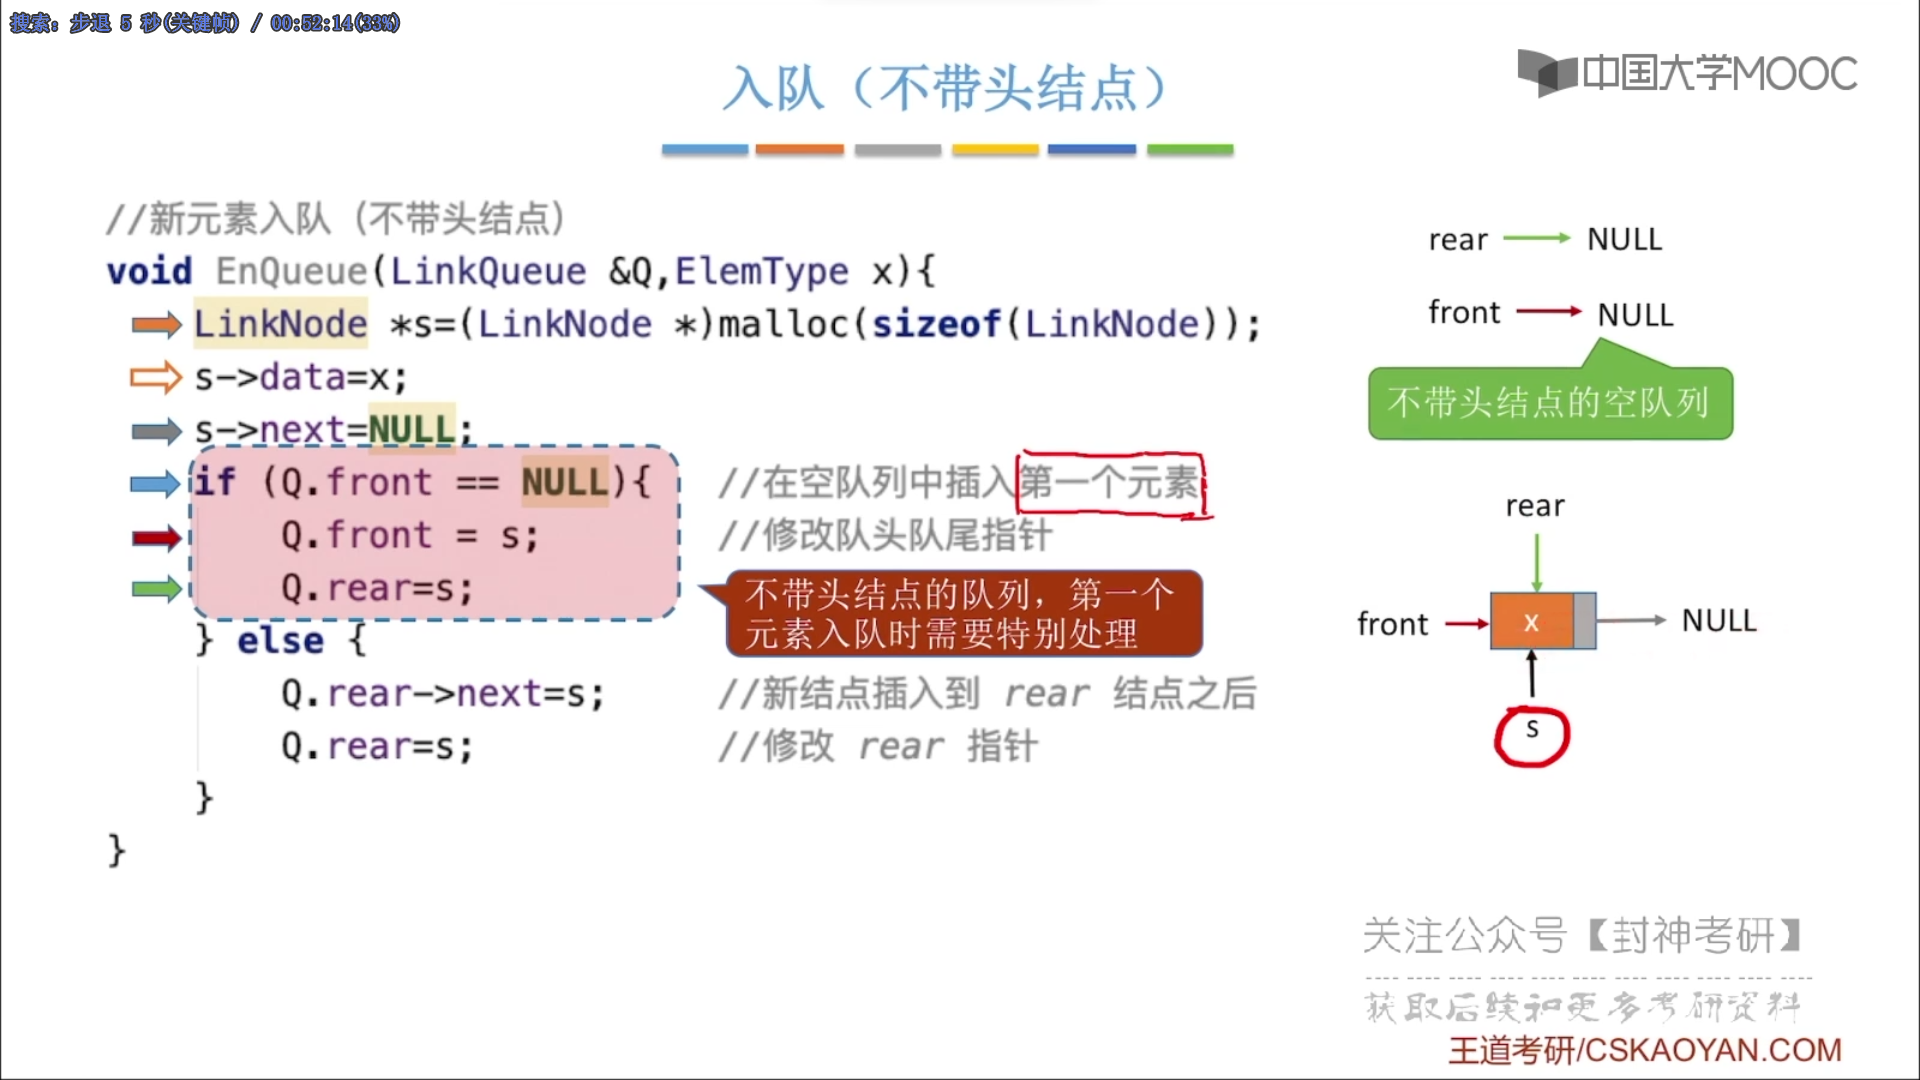 搜索: 步退 5 秒(关键帧) / 00:52:14(33%)
中国大学MOOC
入队（不带头结点）
//新元素入队（不带头结点）
void EnQueue(LinkQueue &Q,ElemType x){
LinkNode *s=(LinkNode *)malloc(sizeof(LinkNode));
s->data=x;
s->next=NULL;
if (Q.front == NULL){ //在空队列中插入第一个元素
Q.front = s; //修改队头队尾指针
Q.rear=s;
不带头结点的队列，第一个
元素入队时需要特别处理
} else {
Q.rear->next=s; //新结点插入到 rear 结点之后
Q.rear=s; //修改 rear 指针
}
}
rear NULL
front NULL
不带头结点的空队列
rear
front x NULL
s
关注公众号【封神考研】
获取后续和更多考研资料
王道考研/CSKAOYAN.COM